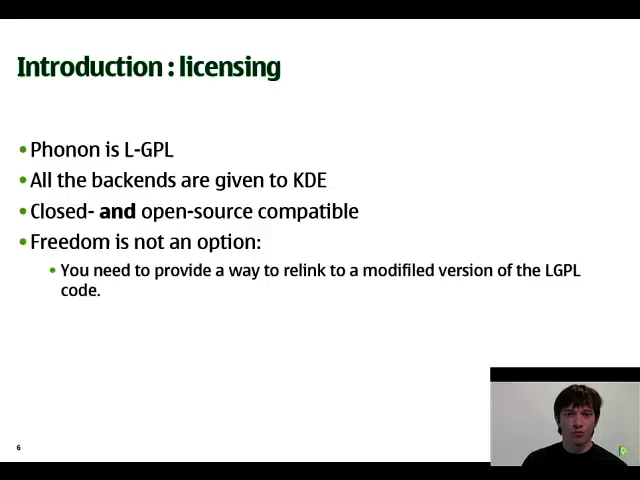 Introduction : licensing
• Phonon is L-GPL
• All the backends are given to KDE
• Closed- and open-source compatible
• Freedom is not an option:
• You need to provide a way to relink to a modifiled version of the LGPL
code.
6